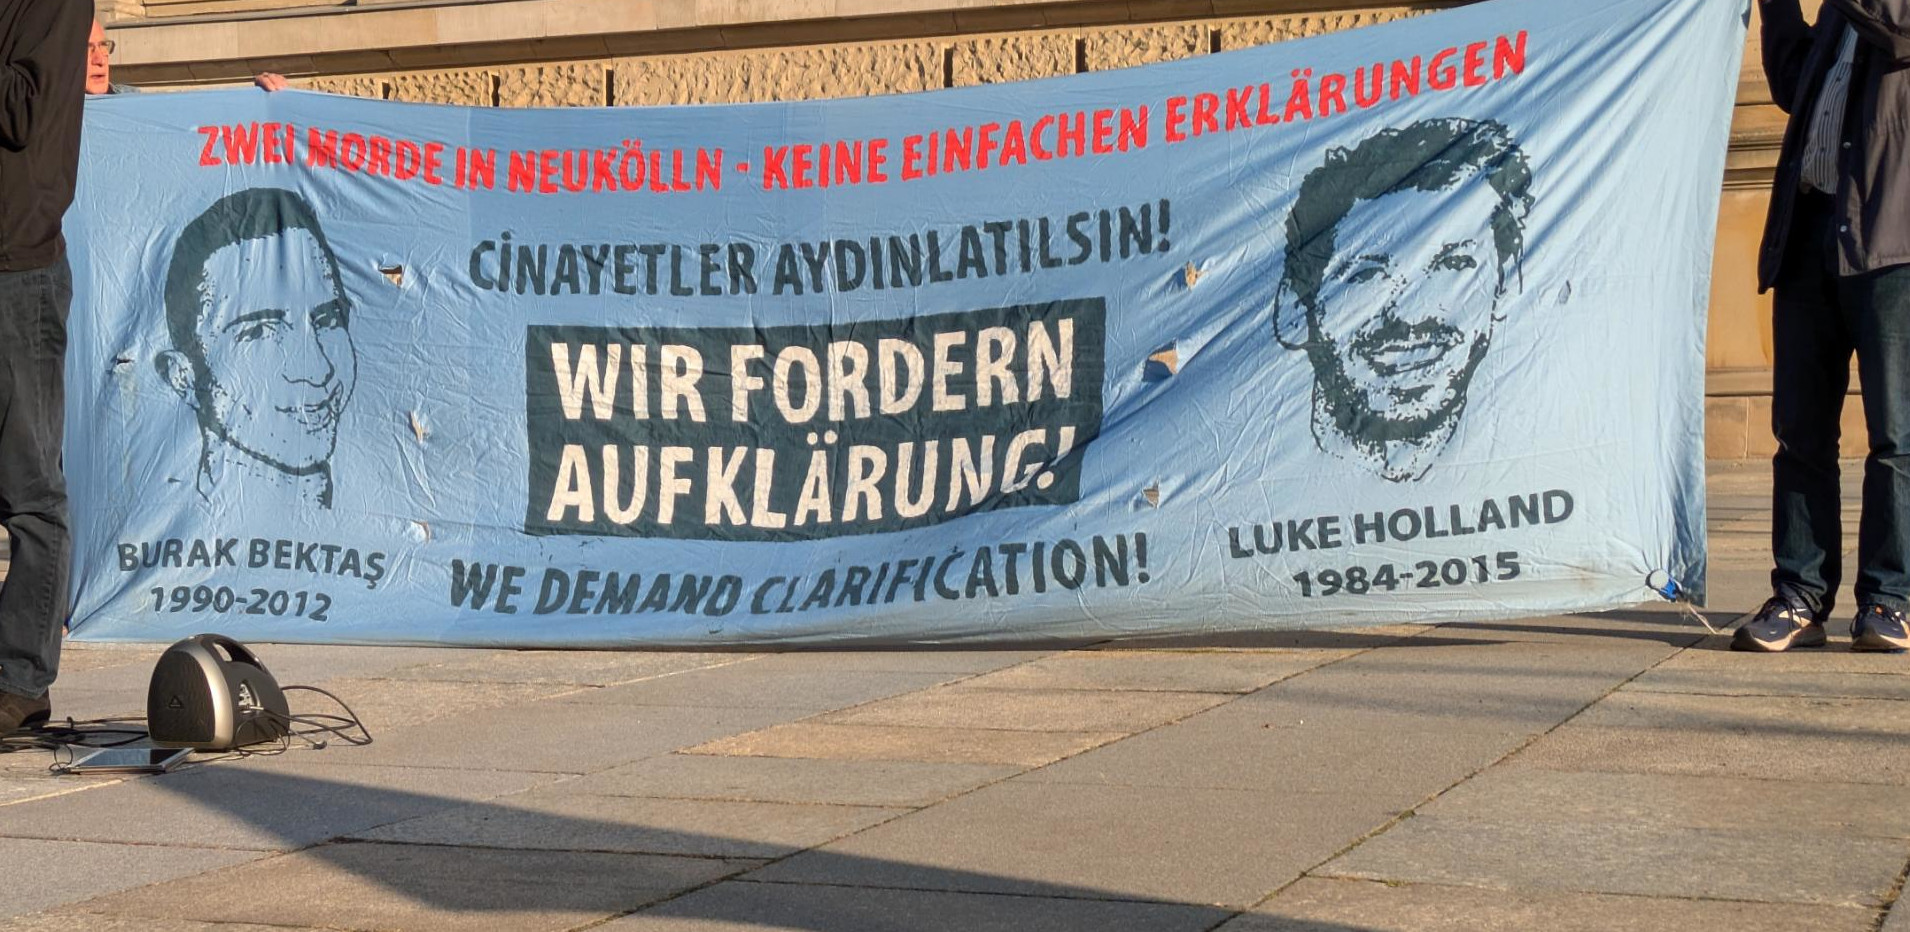 ZWEI MORDE IN NEUKÖLLN - KEINE EINFACHEN ERKLÄRUNGEN
CİNAYETLER AYDINLATILSIN!
WIR FORDERN
AUFKLÄRUNG!
WE DEMAND CLARIFICATION!
BURAK BEKTAŞ
1990-2012
LUKE HOLLAND
1984-2015